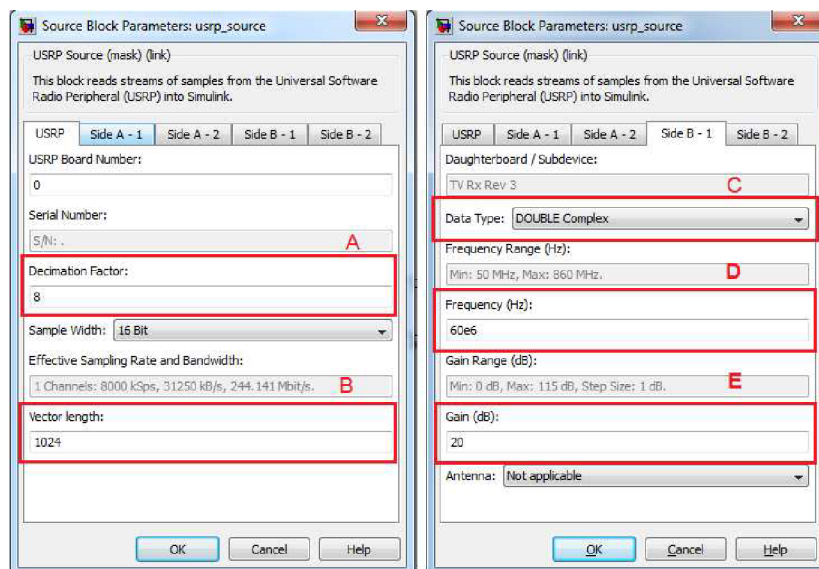 Source Block Parameters: usrp_source
USRP Source (mask) (link)
This block reads streams of samples from the Universal Software
Radio Peripheral (USRP) into Simulink.
USRP Side A - 1 Side A - 2 Side B - 1 Side B - 2
USRP Board Number:
0
Serial Number:
S/N: .
A
Decimation Factor:
8
Sample Width: 16 Bit
Effective Sampling Rate and Bandwidth:
1 Channels: 8000 kSps, 31250 kB/s, 244.141 Mbit/s.
B
Vector length:
1024
OK Cancel Help
Source Block Parameters: usrp_source
USRP Source (mask) (link)
This block reads streams of samples from the Universal Software
Radio Peripheral (USRP) into Simulink.
USRP Side A - 1 Side A - 2 Side B - 1 Side B - 2
Daughterboard / Subdevice:
TV Rx Rev 3
C
Data Type: DOUBLE Complex
Frequency Range (Hz):
Min: 50 MHz, Max: 860 MHz.
D
Frequency (Hz):
60e6
Gain Range (dB):
Min: 0 dB, Max: 115 dB, Step Size: 1 dB.
E
Gain (dB):
20
Antenna: Not applicable
OK Cancel Help